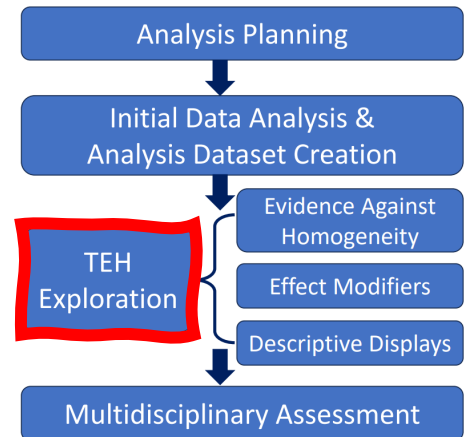 Analysis Planning
Initial Data Analysis &
Analysis Dataset Creation
Evidence Against
Homogeneity
TEH
Exploration
Effect Modifiers
Descriptive Displays
Multidisciplinary Assessment